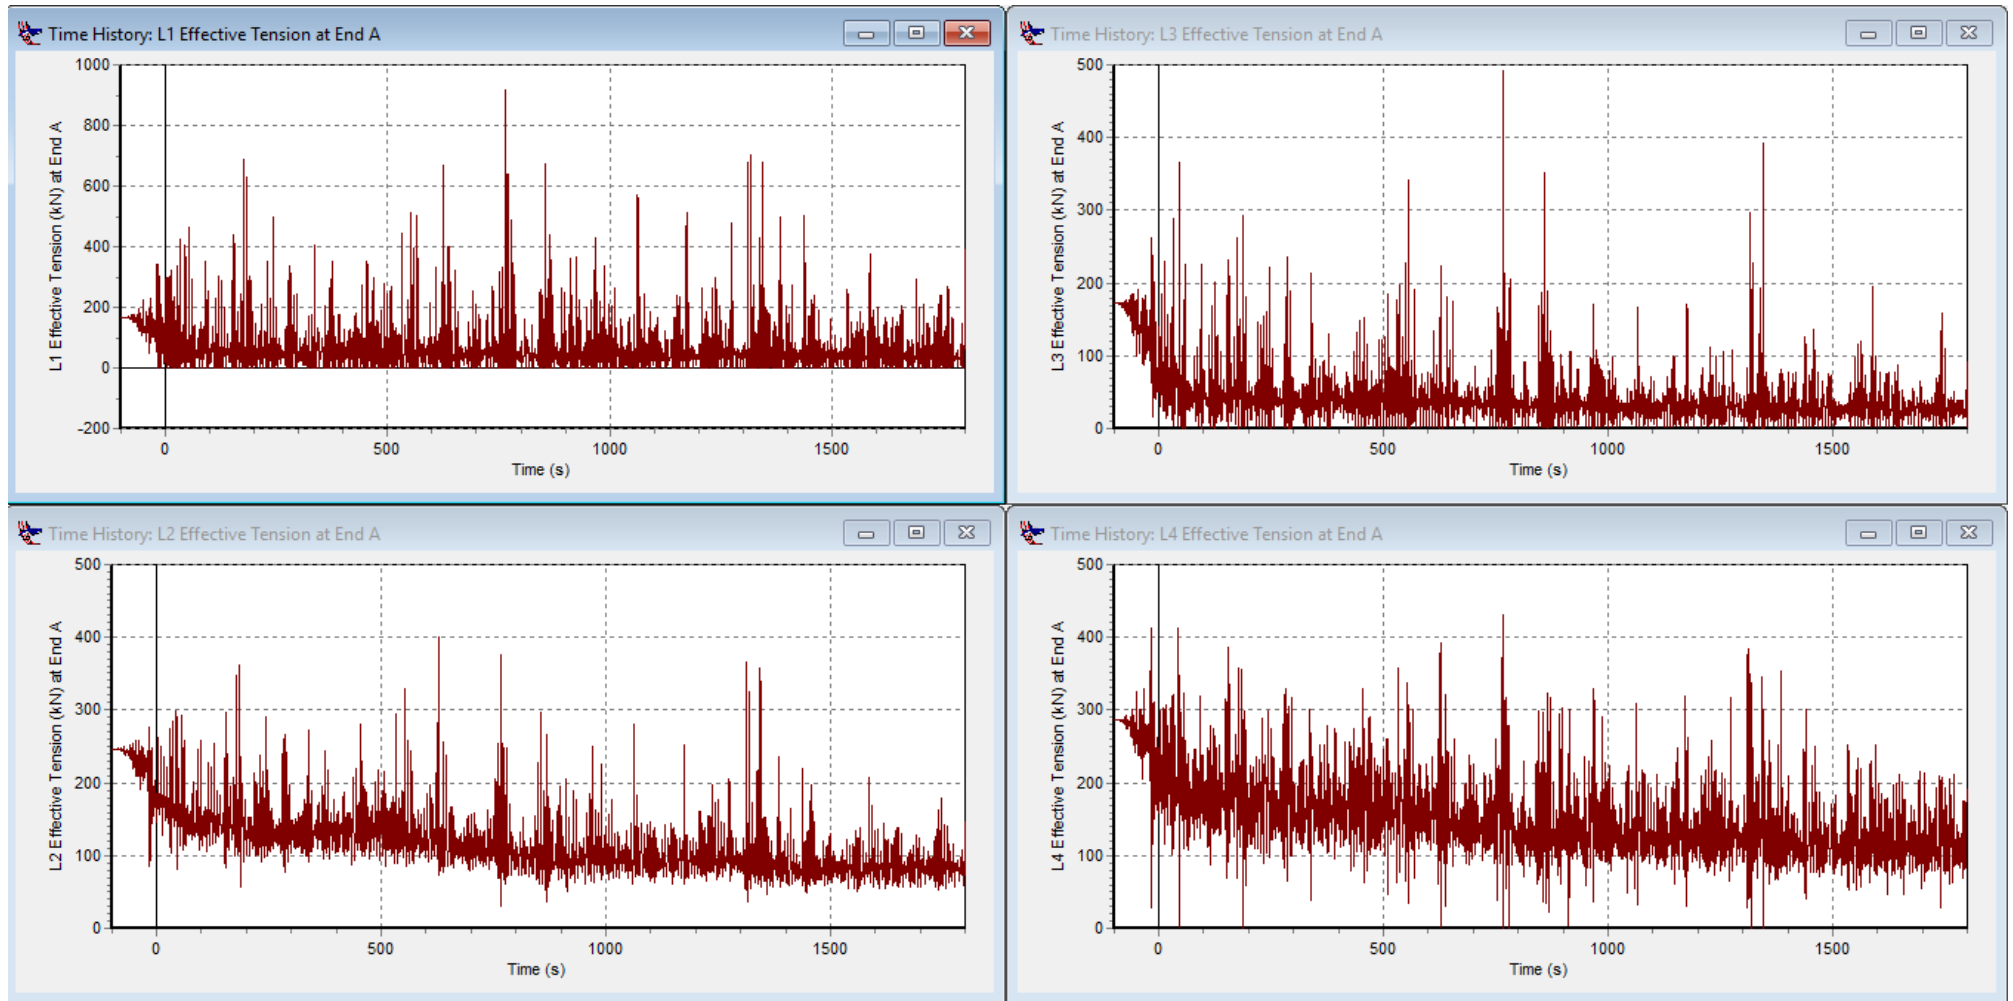 Time History: L1 Effective Tension at End A
L1 Effective Tension (kN) at End A
1000
800
600
400
200
0
-200
0 500 1000 1500
Time (s)
Time History: L3 Effective Tension at End A
L3 Effective Tension (kN) at End A
500
400
300
200
100
0
0 500 1000 1500
Time (s)
Time History: L2 Effective Tension at End A
L2 Effective Tension (kN) at End A
500
400
300
200
100
0
0 500 1000 1500
Time (s)
Time History: L4 Effective Tension at End A
L4 Effective Tension (kN) at End A
500
400
300
200
100
0
0 500 1000 1500
Time (s)